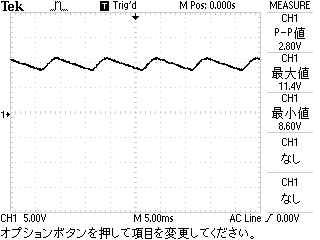 Tek
T Trig'd
M Pos: 0.000s
MEASURE
CH1
P-P値
2.80V
CH1
最大値
11.4V
CH1
最小値
8.60V
CH1
なし
CH1
なし
1
CH1 5.00V
M 5.00ms
AC Line / 0.00V
オプションボタンを押して項目を変更してください。